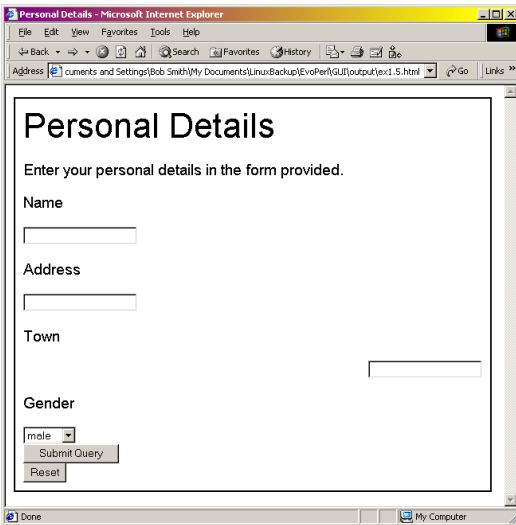 Personal Details - Microsoft Internet Explorer
File Edit View Favorites Tools Help
Back Search Favorites History
Address cuments and Settings\Bob Smith\My Documents\LinuxBackup\EvoPerl\GUI\output\ex1.5.html Go Links »
Personal Details
Enter your personal details in the form provided.
Name
Address
Town
Gender
male
Submit Query
Reset
Done My Computer